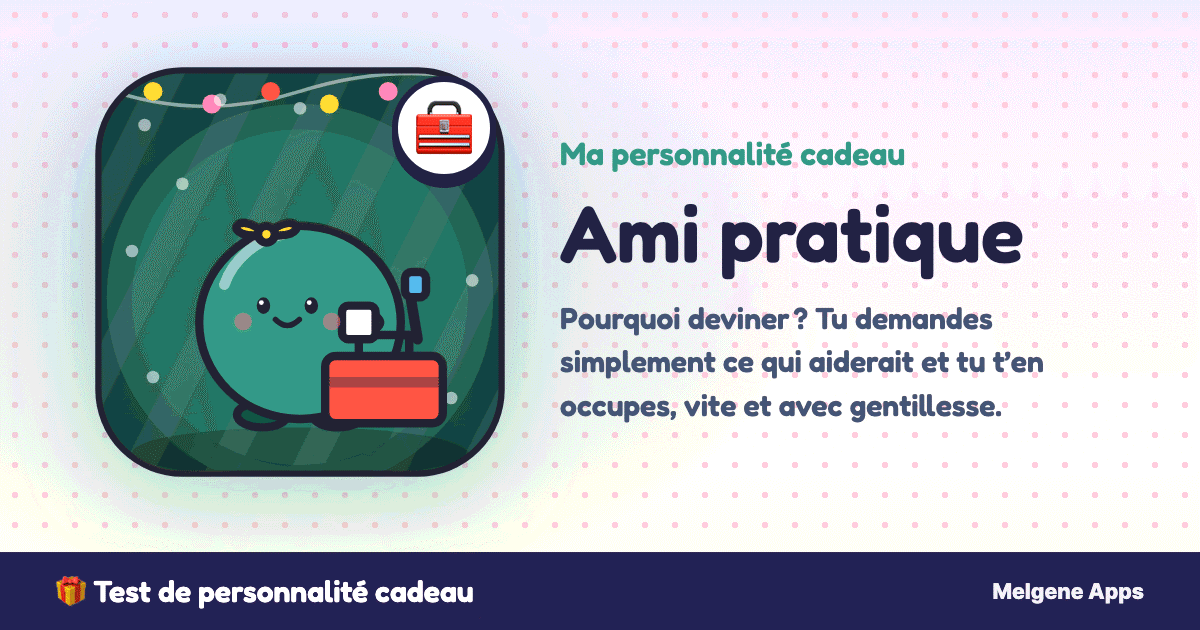 Ma personnalité cadeau
Ami pratique
Pourquoi deviner ? Tu demandes
simplement ce qui aiderait et tu t’en
occupes, vite et avec gentillesse.
Test de personnalité cadeau
Melgene Apps